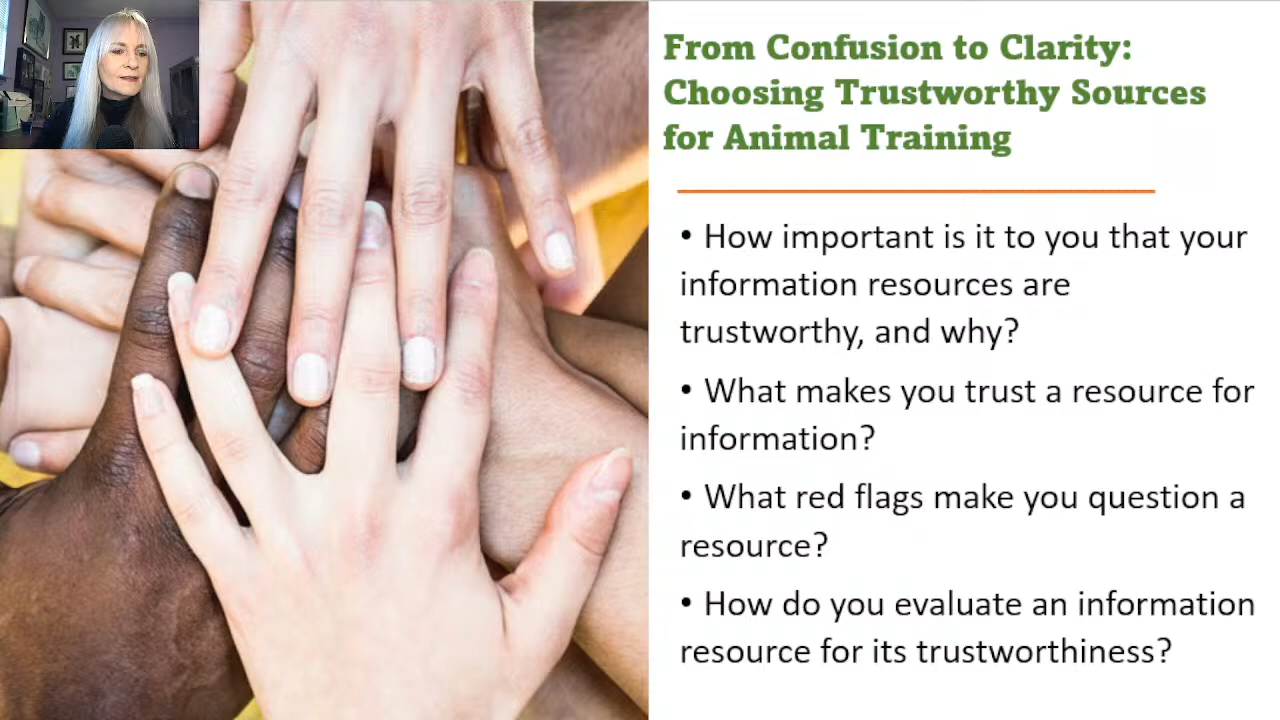 From Confusion to Clarity:
Choosing Trustworthy Sources
for Animal Training
• How important is it to you that your
information resources are
trustworthy, and why?
• What makes you trust a resource for
information?
• What red flags make you question a
resource?
• How do you evaluate an information
resource for its trustworthiness?